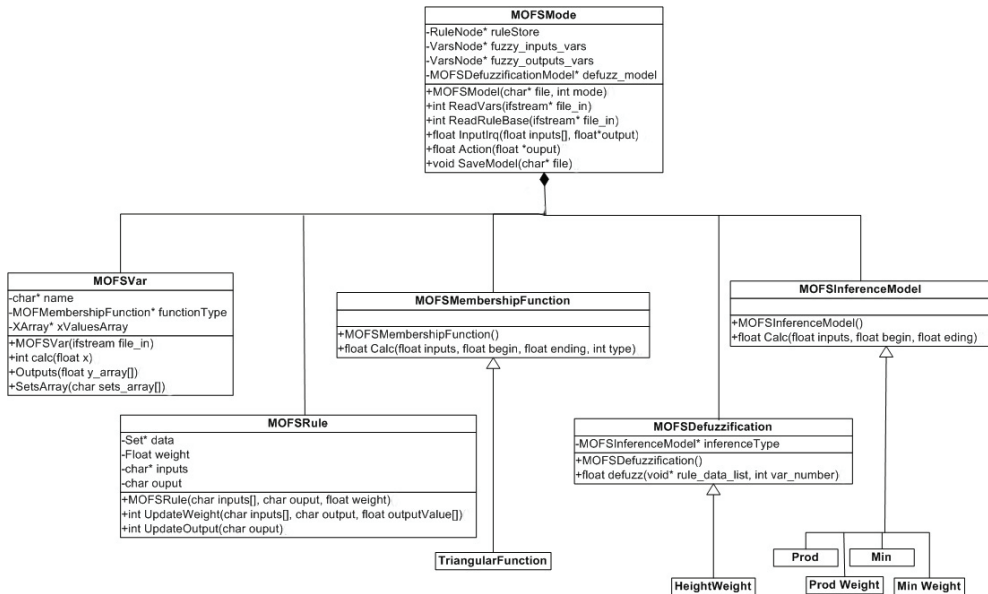 MOFSMode
-RuleNode* ruleStore
-VarsNode* fuzzy_inputs_vars
-VarsNode* fuzzy_outputs_vars
-MOFSDefuzzificationModel* defuzz_model
+MOFSModel(char* file, int mode)
+int ReadVars(ifstream* file_in)
+int ReadRuleBase(ifstream* file_in)
+float InputIrq(float inputs[], float*output)
+float Action(float *ouput)
+void SaveModel(char* file)
MOFSVar
-char* name
-MOFMembershipFunction* functionType
-XArray* xValuesArray
+MOFSVar(ifstream file_in)
+int calc(float x)
+Outputs(float y_array[])
+SetsArray(char sets_array[])
MOFSMembershipFunction
+MOFSMembershipFunction()
+float Calc(float inputs, float begin, float ending, int type)
MOFSInferenceModel
+MOFSInferenceModel()
+float Calc(float inputs, float begin, float eding)
MOFSRule
-Set* data
-Float weight
-char* inputs
-char ouput
+MOFSRule(char inputs[], char ouput, float weight)
+int UpdateWeight(char inputs[], char output, float outputValue[])
+int UpdateOutput(char ouput)
MOFSDefuzzification
-MOFSInferenceModel* inferenceType
+MOFSDefuzzification()
+float defuzz(void* rule_data_list, int var_number)
TriangularFunction
HeightWeight
Prod
Min
Prod Weight
Min Weight